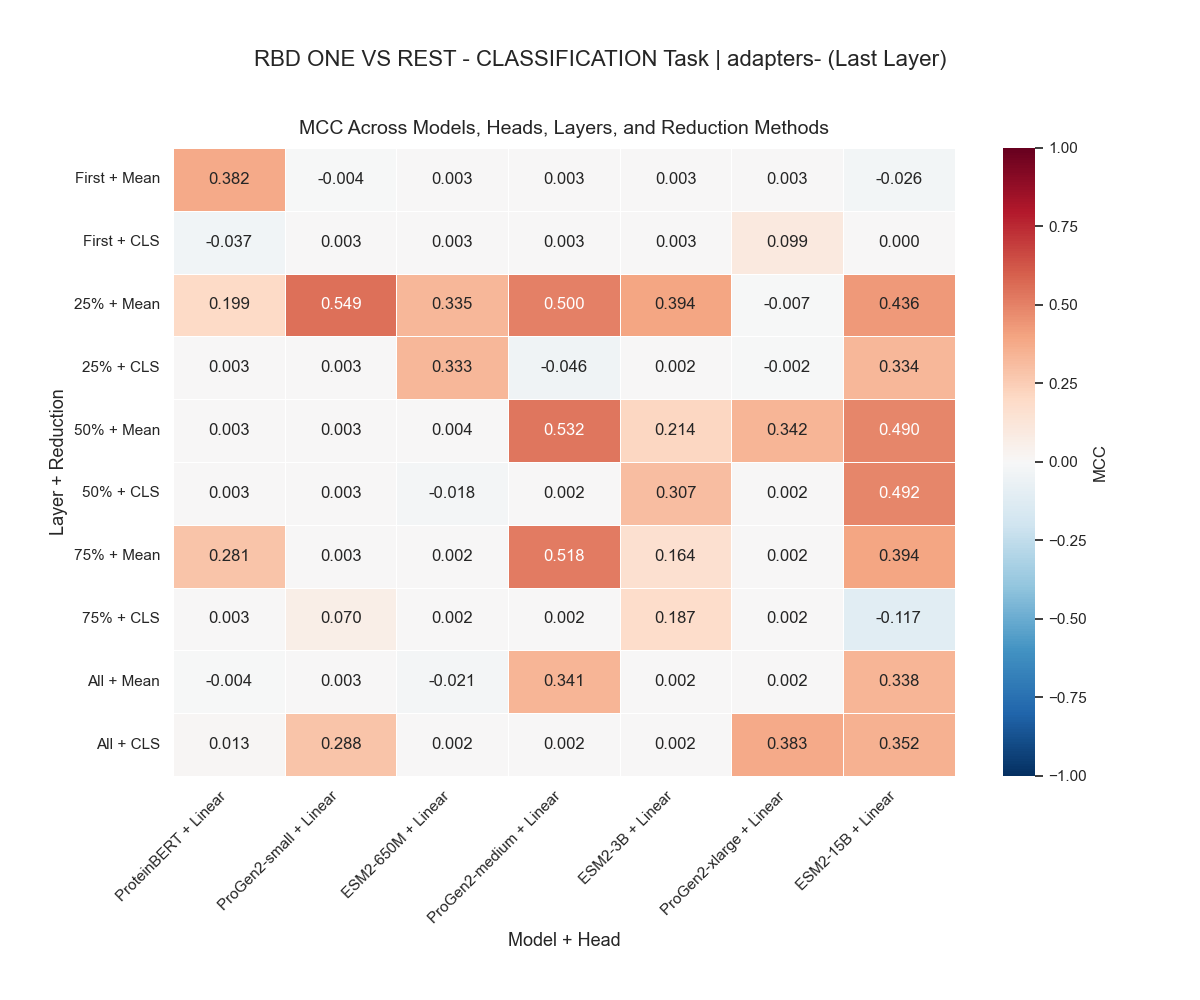 RBD ONE VS REST - CLASSIFICATION Task | adapters- (Last Layer)
MCC Across Models, Heads, Layers, and Reduction Methods
Layer + Reduction
First + Mean 0.382 -0.004 0.003 0.003 0.003 0.003 -0.026
First + CLS -0.037 0.003 0.003 0.003 0.003 0.099 0.000
25% + Mean 0.199 0.549 0.335 0.500 0.394 -0.007 0.436
25% + CLS 0.003 0.003 0.333 -0.046 0.002 -0.002 0.334
50% + Mean 0.003 0.003 0.004 0.532 0.214 0.342 0.490
50% + CLS 0.003 0.003 -0.018 0.002 0.307 0.002 0.492
75% + Mean 0.281 0.003 0.002 0.518 0.164 0.002 0.394
75% + CLS 0.003 0.070 0.002 0.002 0.187 0.002 -0.117
All + Mean -0.004 0.003 -0.021 0.341 0.002 0.002 0.338
All + CLS 0.013 0.288 0.002 0.002 0.002 0.383 0.352
ProteinBERT + Linear
ProGen2-small + Linear
ESM2-650M + Linear
ProGen2-medium + Linear
ESM2-3B + Linear
ProGen2-xlarge + Linear
ESM2-15B + Linear
Model + Head
1.00
0.75
0.50
0.25
0.00
−0.25
−0.50
−0.75
−1.00
MCC